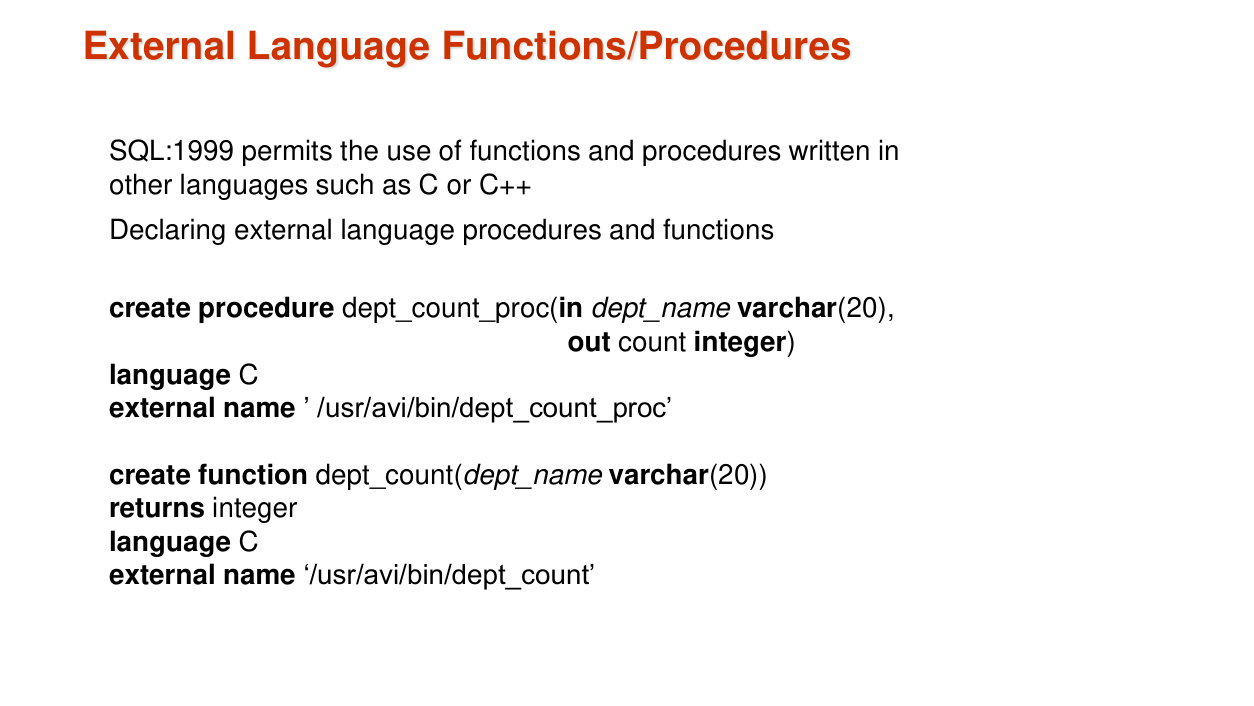 External Language Functions/Procedures
SQL:1999 permits the use of functions and procedures written in
other languages such as C or C++
Declaring external language procedures and functions
create procedure dept_count_proc(in dept_name varchar(20),
out count integer)
language C
external name ’ /usr/avi/bin/dept_count_proc’
create function dept_count(dept_name varchar(20))
returns integer
language C
external name ‘/usr/avi/bin/dept_count’